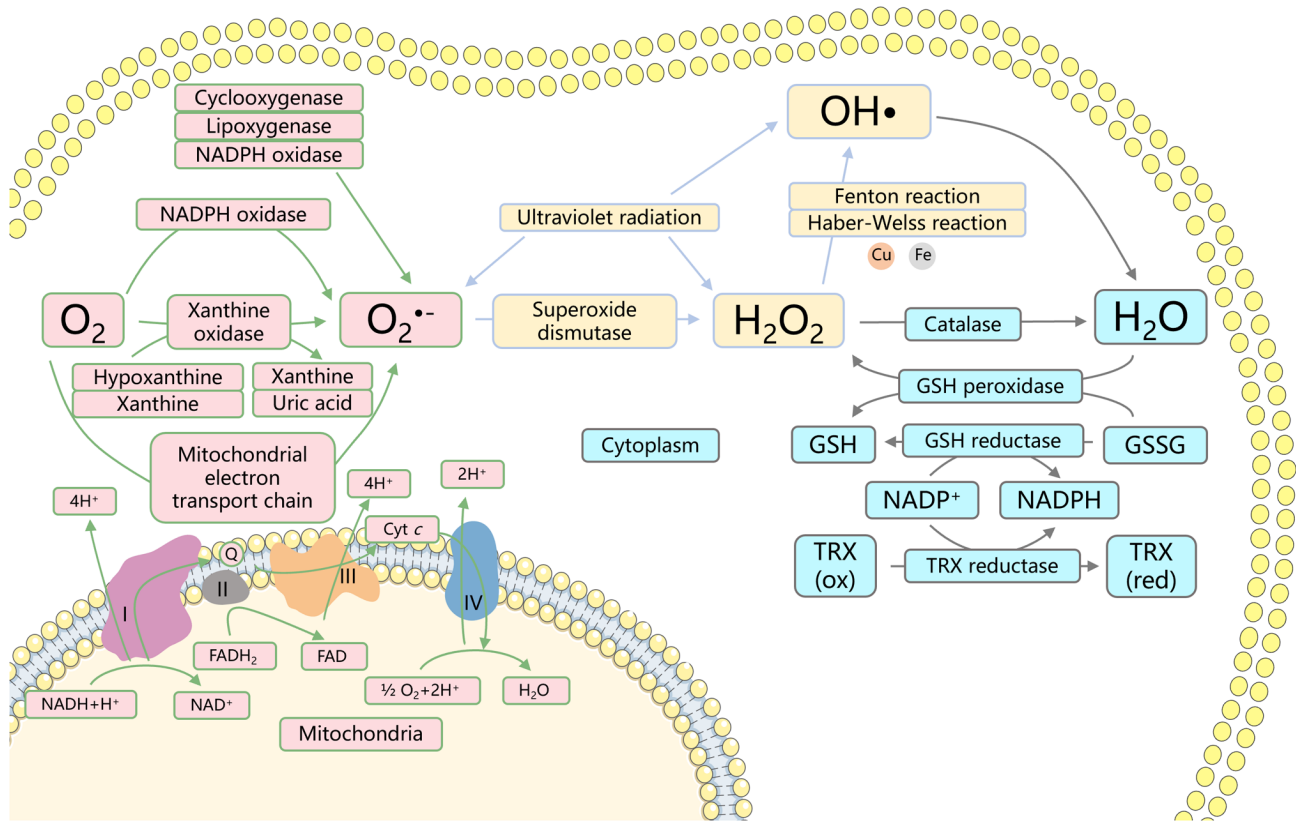 Cyclooxygenase
Lipoxygenase
NADPH oxidase
OH•
NADPH oxidase
Ultraviolet radiation
Fenton reaction
Haber-Welss reaction
Cu
Fe
O₂
Xanthine
oxidase
O₂•-
Superoxide
dismutase
H₂O₂
Catalase
H₂O
Hypoxanthine
Xanthine
Xanthine
Uric acid
GSH peroxidase
Mitochondrial
electron
transport chain
Cytoplasm
GSH
GSH reductase
GSSG
4H⁺
4H⁺
2H⁺
NADP⁺
NADPH
Cyt c
Q
TRX
(ox)
TRX reductase
TRX
(red)
I
II
III
IV
FADH₂
FAD
NADH+H⁺
NAD⁺
½ O₂+2H⁺
H₂O
Mitochondria